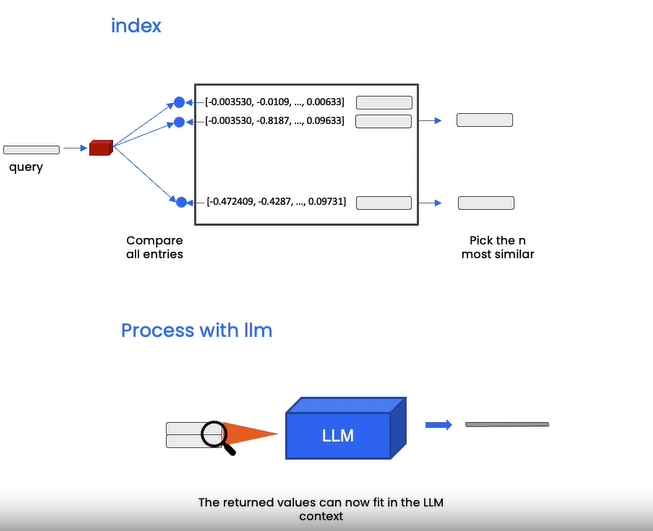 index
[-0.003530, -0.0109, ..., 0.00633]
[-0.003530, -0.8187, ..., 0.09633]
query
[-0.472409, -0.4287, ..., 0.09731]
Compare
all entries
Pick the n
most similar
Process with llm
LLM
The returned values can now fit in the LLM
context